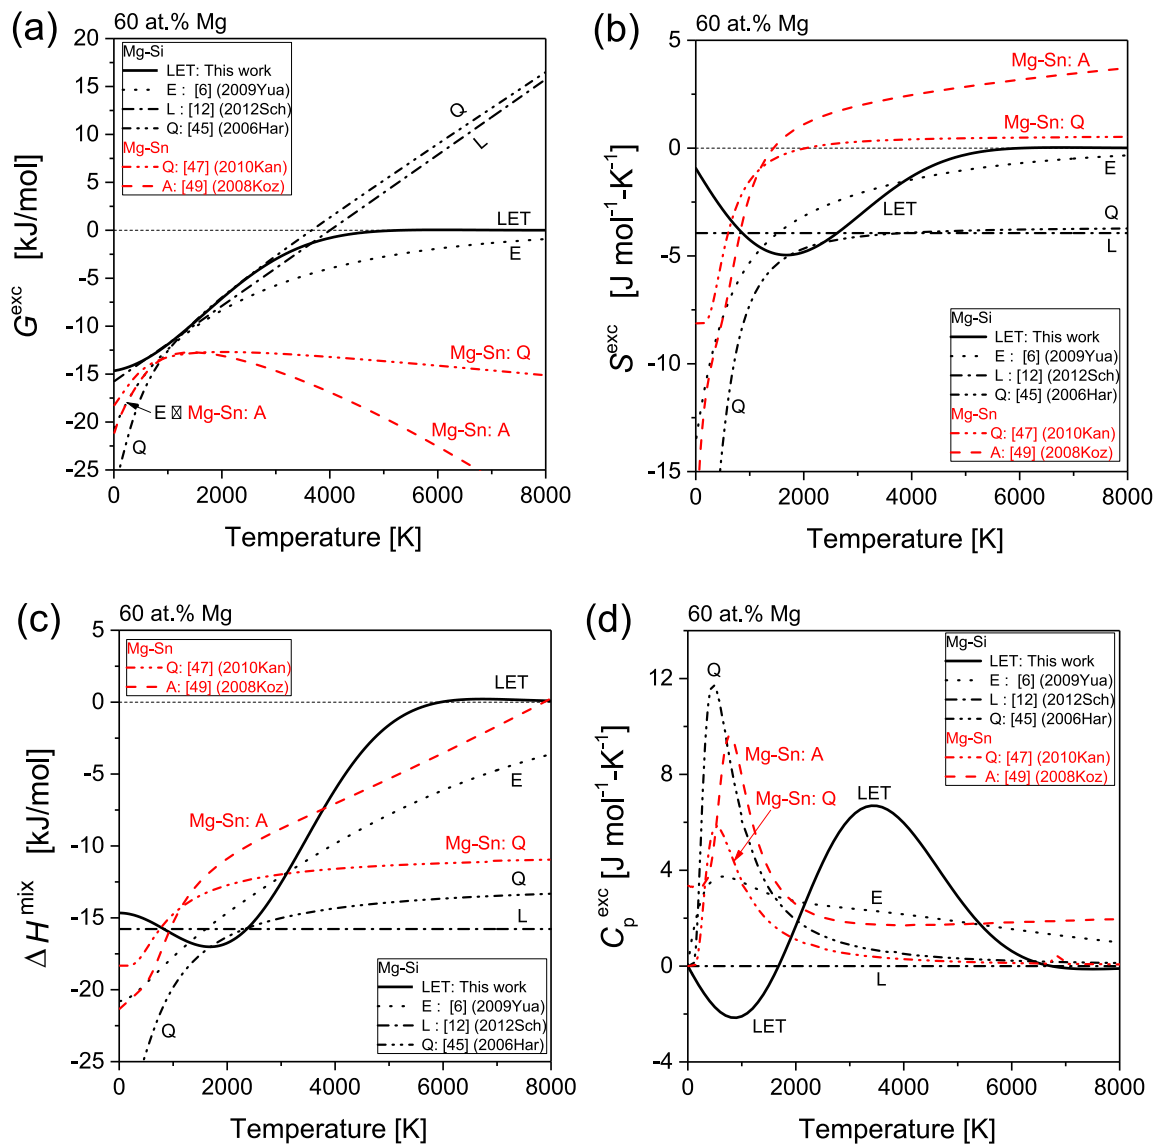 (a)
60 at.% Mg
G^exc [kJ/mol]
20
15
10
5
0
-5
-10
-15
-20
-25
Mg-Si
LET: This work
E : [6] (2009Yua)
L : [12] (2012Sch)
Q: [45] (2006Har)
Mg-Sn
Q: [47] (2010Kan)
A: [49] (2008Koz)
Q
L
LET
E
Mg-Sn: Q
E Mg-Sn: A
Mg-Sn: A
Q
0 2000 4000 6000 8000
Temperature [K]
(b)
60 at.% Mg
S^exc [J mol^-1-K^-1]
5
0
-5
-10
-15
Mg-Sn: A
Mg-Sn: Q
E
LET
Q
L
Q
Mg-Si
LET: This work
E : [6] (2009Yua)
L : [12] (2012Sch)
Q: [45] (2006Har)
Mg-Sn
Q: [47] (2010Kan)
A: [49] (2008Koz)
0 2000 4000 6000 8000
Temperature [K]
(c)
60 at.% Mg
Δ H^mix [kJ/mol]
5
0
-5
-10
-15
-20
-25
Mg-Sn
Q: [47] (2010Kan)
A: [49] (2008Koz)
LET
E
Mg-Sn: A
Mg-Sn: Q
Q
L
Q
Mg-Si
LET: This work
E : [6] (2009Yua)
L : [12] (2012Sch)
Q: [45] (2006Har)
0 2000 4000 6000 8000
Temperature [K]
(d)
60 at.% Mg
C_p^exc [J mol^-1-K^-1]
12
8
4
0
-4
Q
Mg-Si
LET: This work
E : [6] (2009Yua)
L : [12] (2012Sch)
Q: [45] (2006Har)
Mg-Sn
Q: [47] (2010Kan)
A: [49] (2008Koz)
Mg-Sn: A
Mg-Sn: Q
LET
E
L
LET
0 2000 4000 6000 8000
Temperature [K]